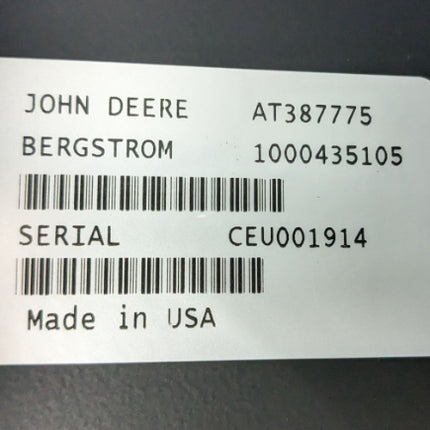 JOHN DEERE AT387775
BERGSTROM 1000435105
SERIAL CEU001914
Made in USA